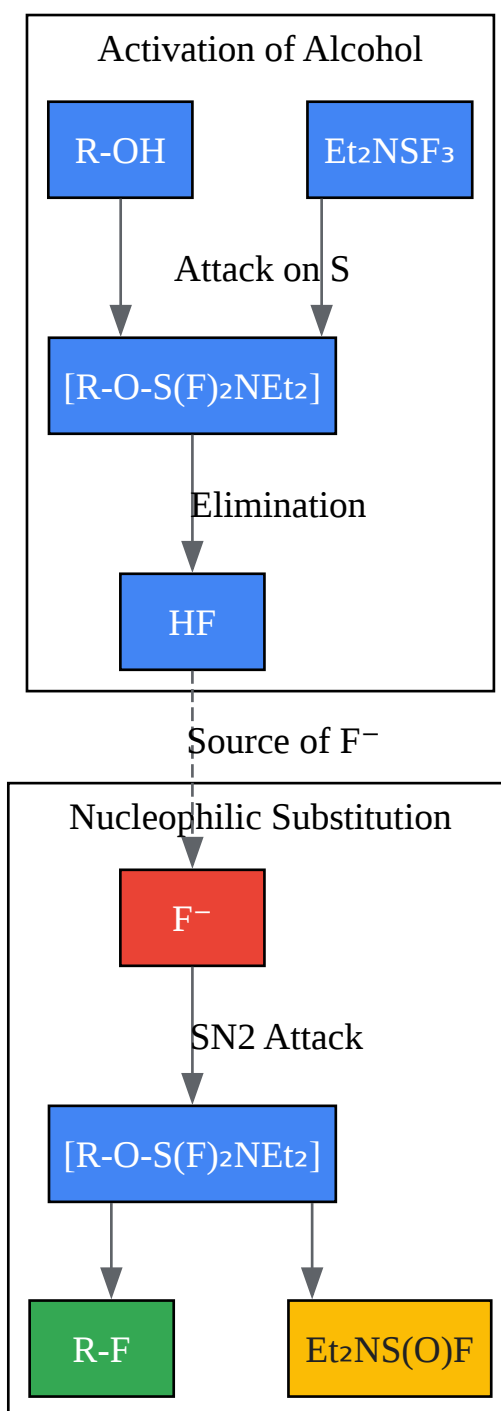 Activation of Alcohol
R-OH
Et₂NSF₃
Attack on S
[R-O-S(F)₂NEt₂]
Elimination
HF
Source of F⁻
Nucleophilic Substitution
F⁻
SN2 Attack
[R-O-S(F)₂NEt₂]
R-F
Et₂NS(O)F